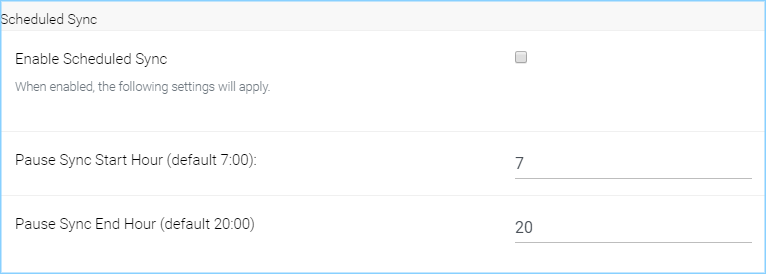 Scheduled Sync
Enable Scheduled Sync
When enabled, the following settings will apply.
Pause Sync Start Hour (default 7:00):
7
Pause Sync End Hour (default 20:00)
20